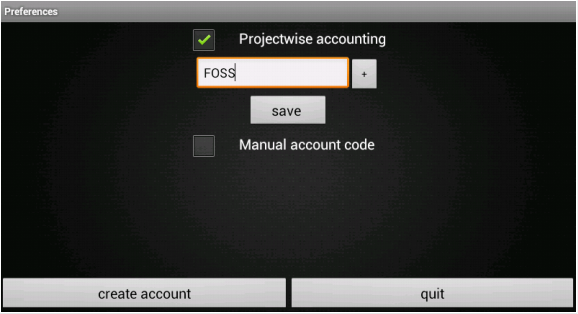 Preferences
Projectwise accounting
FOSS
+
save
Manual account code
create account
quit